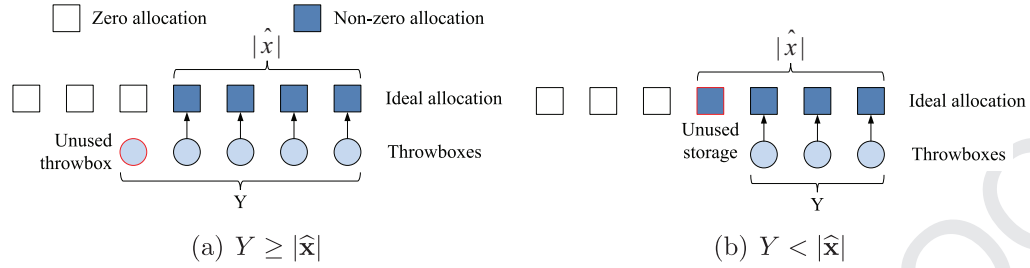 Zero allocation
Non-zero allocation
|x̂|
Ideal allocation
Unused throwbox
Throwboxes
Y
(a) Y ≥ |x̂|
|x̂|
Ideal allocation
Unused storage
Throwboxes
Y
(b) Y < |x̂|